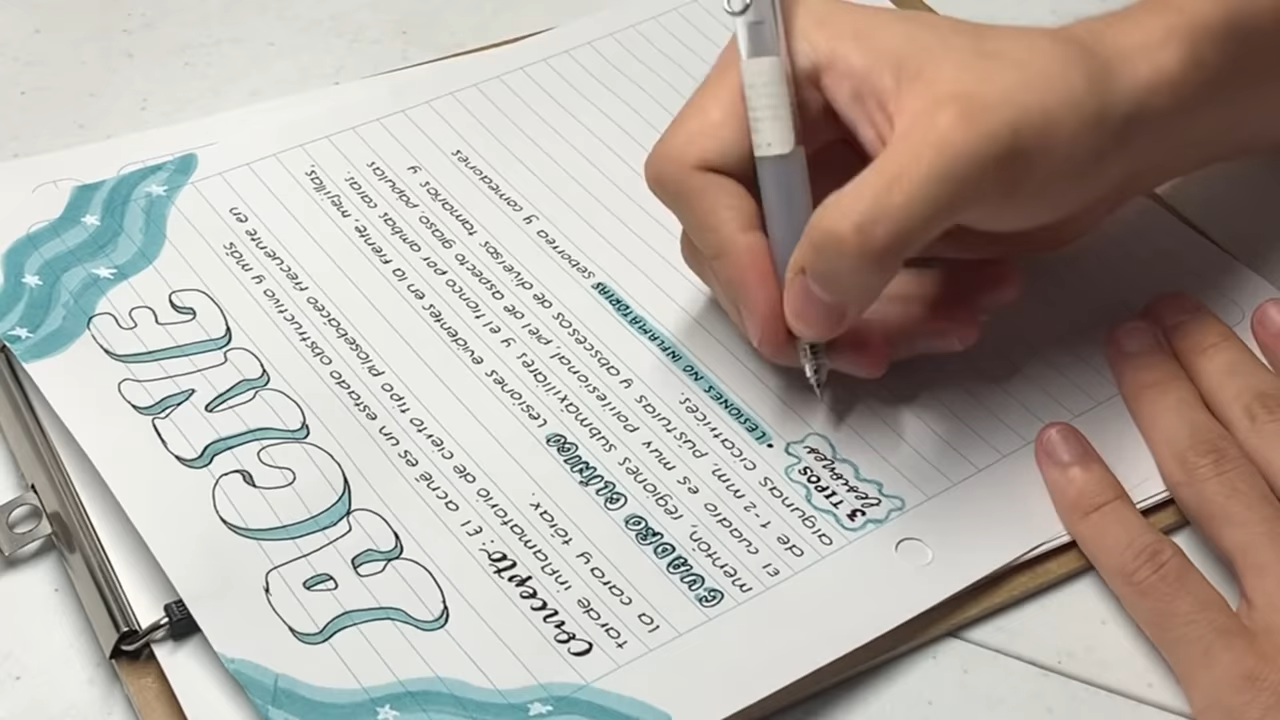 ACNE
Concepto: El acné es un estado obstructiva y más
tarde inflamatorio de cierto tipo pilosebaceo frecuente en
la cara y tórax.
CUADRO CLÍNICO Lesiones evidentes en la frente, mejillas,
mentón, regiones submaxilares y el tronco por ambas caras.
El cuadro es muy polilesional piel de aspecto graso, pápulas
de 1-2 mm, pústulas y abscesos de diversos tamaños y
algunas cicatrices.
3 TIPOS lesiones
• LESIONES NO INFLAMATORIAS seborrea y comedones